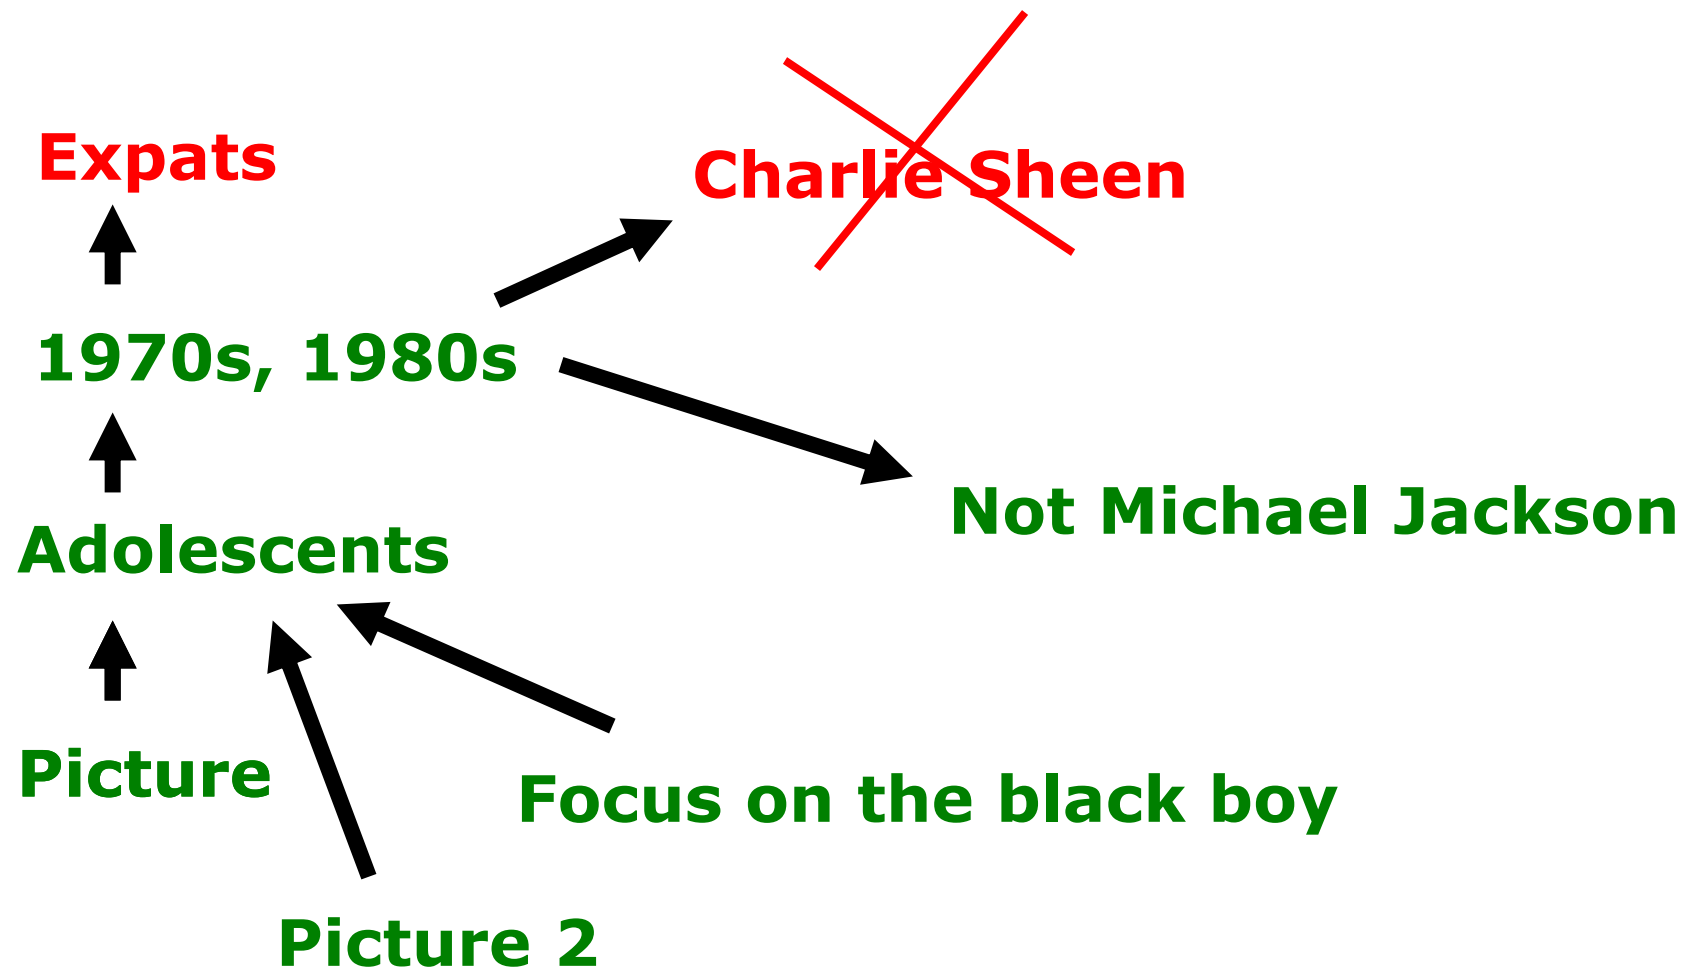 Expats
Charlie Sheen
1970s, 1980s
Not Michael Jackson
Adolescents
Picture
Focus on the black boy
Picture 2